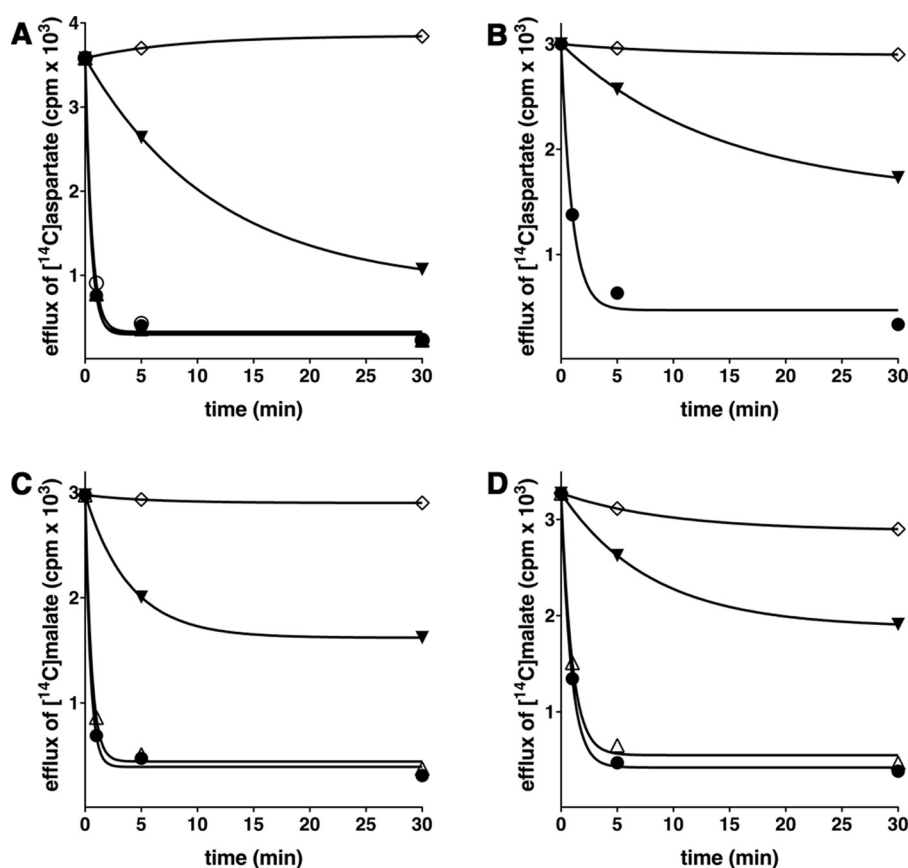 A
efflux of [¹⁴C]aspartate (cpm x 10³)
4
3
2
1
0 5 10 15 20 25 30
time (min)
B
efflux of [¹⁴C]aspartate (cpm x 10³)
3
2
1
0 5 10 15 20 25 30
time (min)
C
efflux of [¹⁴C]malate (cpm x 10³)
3
2
1
0 5 10 15 20 25 30
time (min)
D
efflux of [¹⁴C]malate (cpm x 10³)
3
2
1
0 5 10 15 20 25 30
time (min)